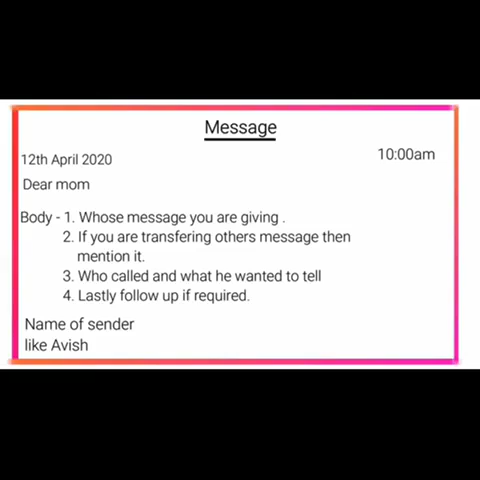 Message
12th April 2020
10:00am
Dear mom
Body - 1. Whose message you are giving .
2. If you are transfering others message then
mention it.
3. Who called and what he wanted to tell
4. Lastly follow up if required.
Name of sender
like Avish